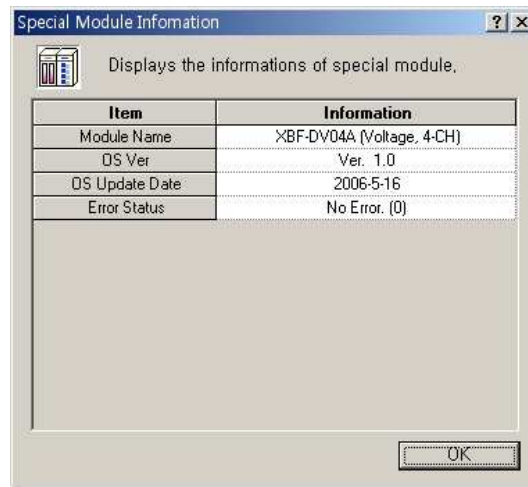 Special Module Infomation
Displays the informations of special module,
Item Information
Module Name XBF-DV04A (Voltage, 4-CH)
OS Ver Ver. 1.0
OS Update Date 2006-5-16
Error Status No Error. (0)
OK